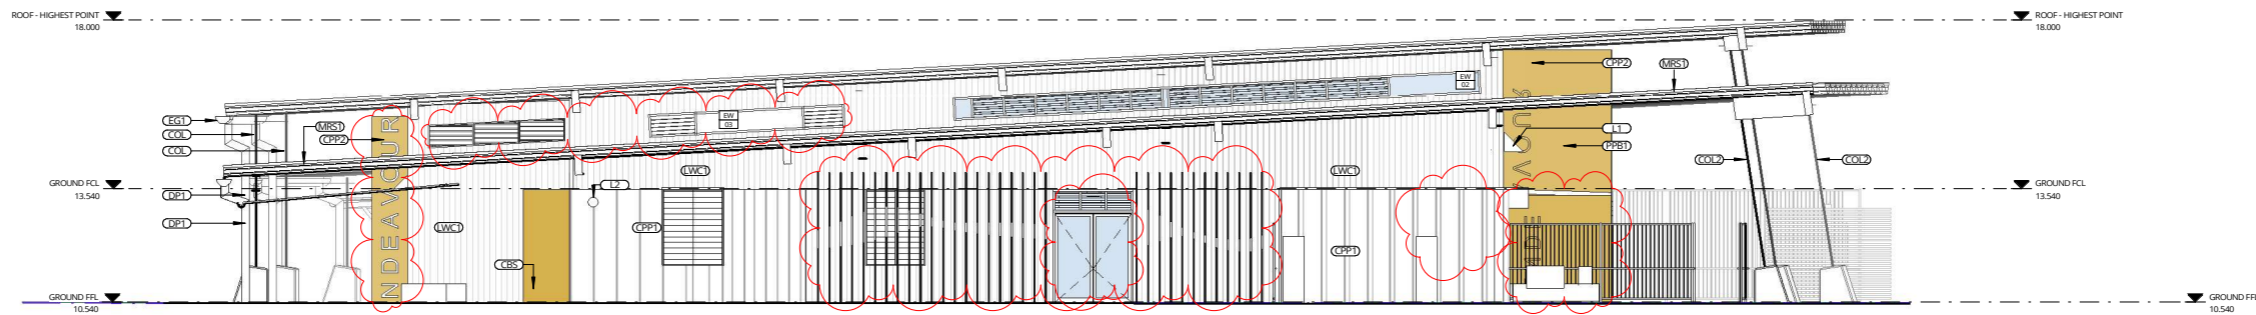 ROOF - HIGHEST POINT
18.000
ROOF - HIGHEST POINT
18.000
CPP2
MRS1
EW
02
EG1
COL
COL
MRS1
CPP2
EW
03
L1
PPB1
COL2
COL2
LWC1
LWC1
GROUND FCL
13.540
GROUND FCL
13.540
L2
DP1
DP1
LWC1
CPP1
CPP1
CBS
NDEAVOUR
GROUND FFL
10.540
GROUND FFL
10.540